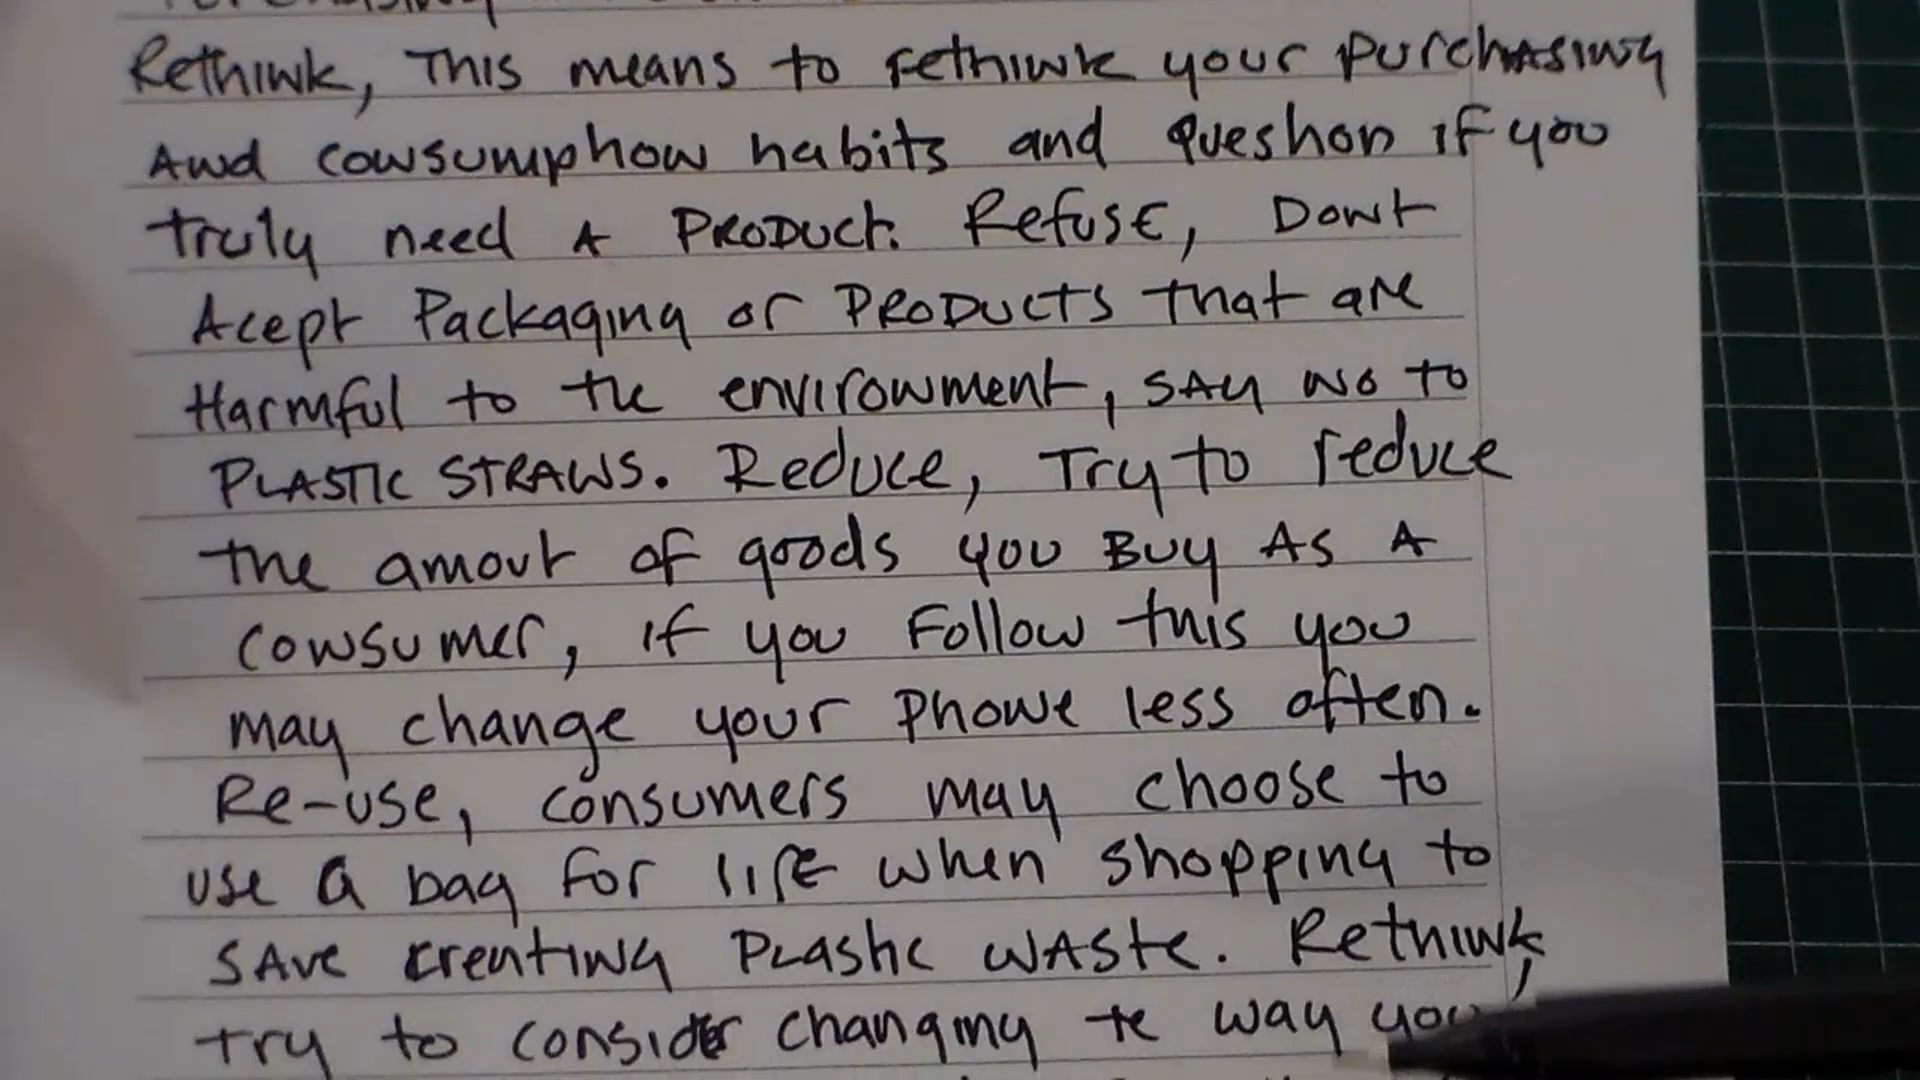 Rethink, This means to rethink your purchasing
And consumption habits and question if you
truly need A PRODUCT. Refuse, Dont
Acept Packaging or PRODUCTS that are
Harmful to the environment, SAY NO TO
PLASTIC STRAWS. Reduce, Try to reduce
the amout of goods you Buy As A
consumer, if you Follow this you
may change your Phone less often.
Re-use, consumers may choose to
use a bag for life when shopping to
SAve creating Plastic WASte. Rethink,
try to consider changing te way you